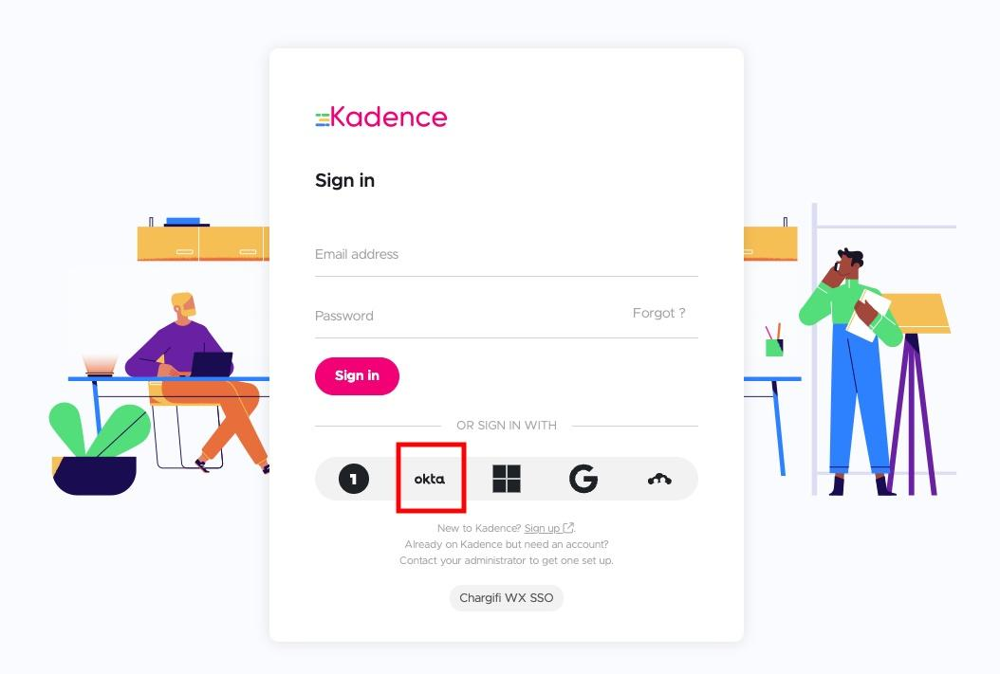 Kadence
Sign in
Email address
Password
Forgot ?
Sign in
OR SIGN IN WITH
1
okta
G
New to Kadence? Sign up.
Already on Kadence but need an account?
Contact your administrator to get one set up.
Chargifi WX SSO